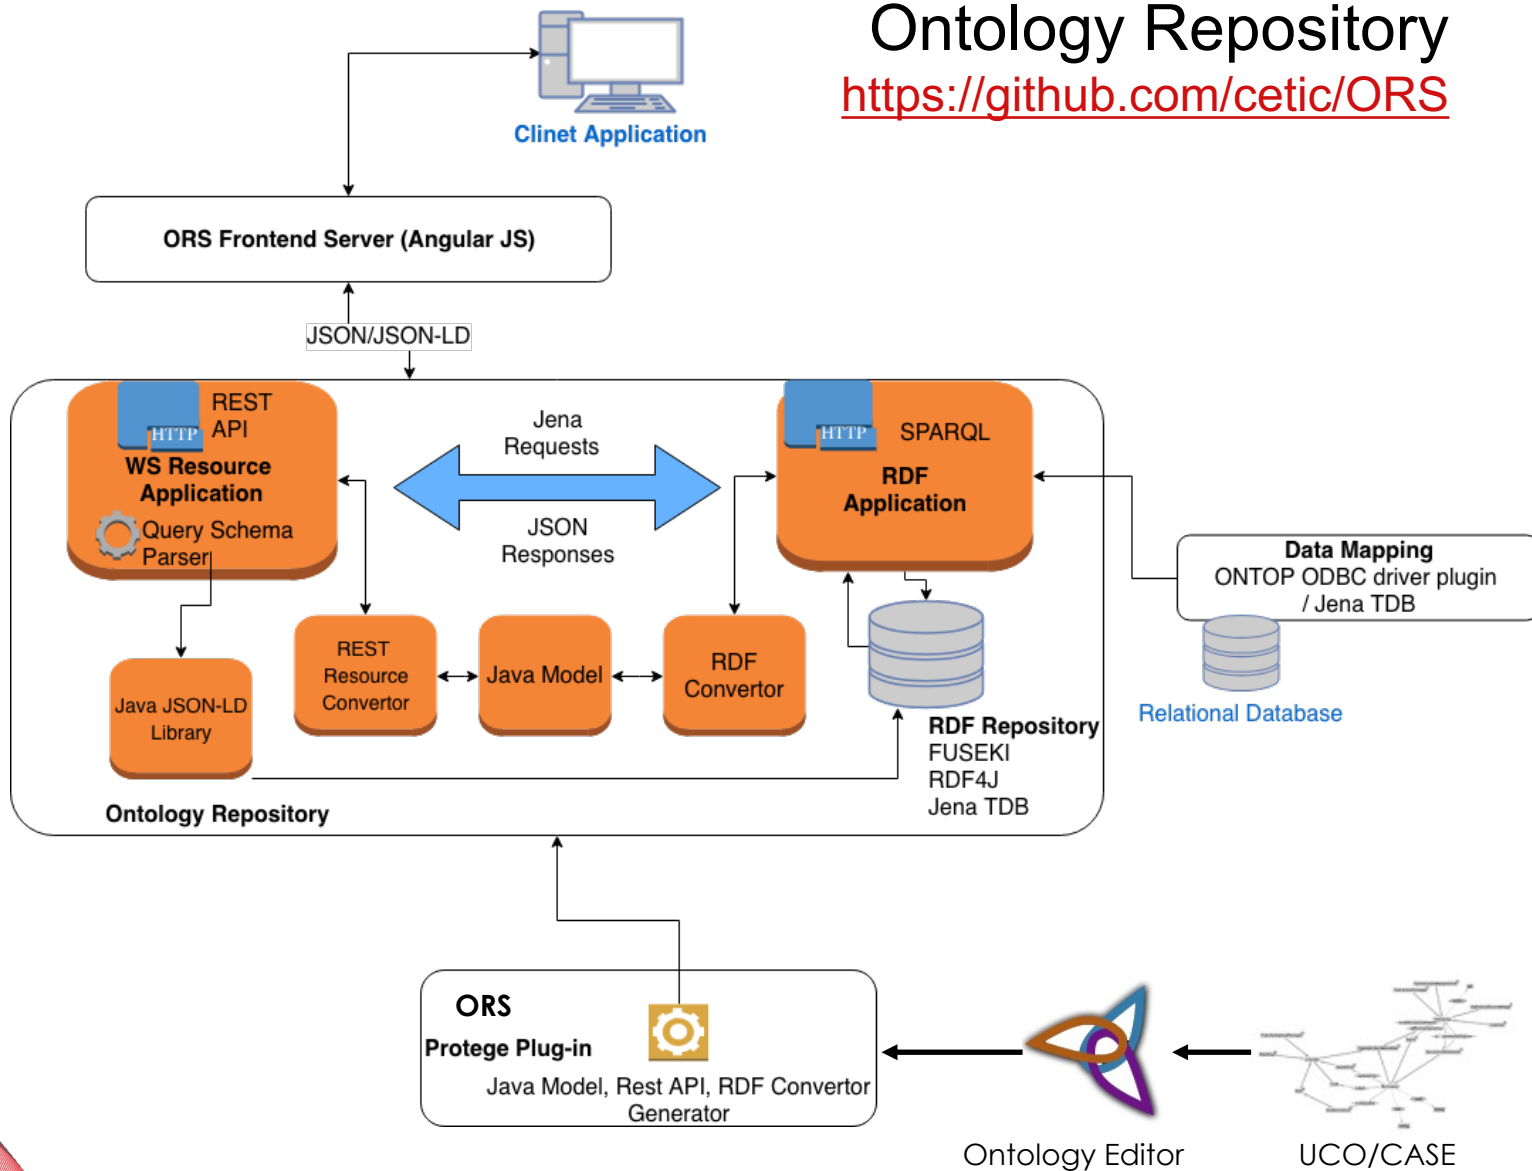 Ontology Repository
https://github.com/cetic/ORS
Clinet Application
ORS Frontend Server (Angular JS)
JSON/JSON-LD
REST
API
HTTP
WS Resource
Application
Query Schema
Parser
Jena
Requests
JSON
Responses
HTTP
SPARQL
RDF
Application
Data Mapping
ONTOP ODBC driver plugin
/ Jena TDB
Relational Database
Java JSON-LD
Library
REST
Resource
Convertor
Java Model
RDF
Convertor
RDF Repository
FUSEKI
RDF4J
Jena TDB
Ontology Repository
ORS
Protege Plug-in
Java Model, Rest API, RDF Convertor
Generator
Ontology Editor
UCO/CASE